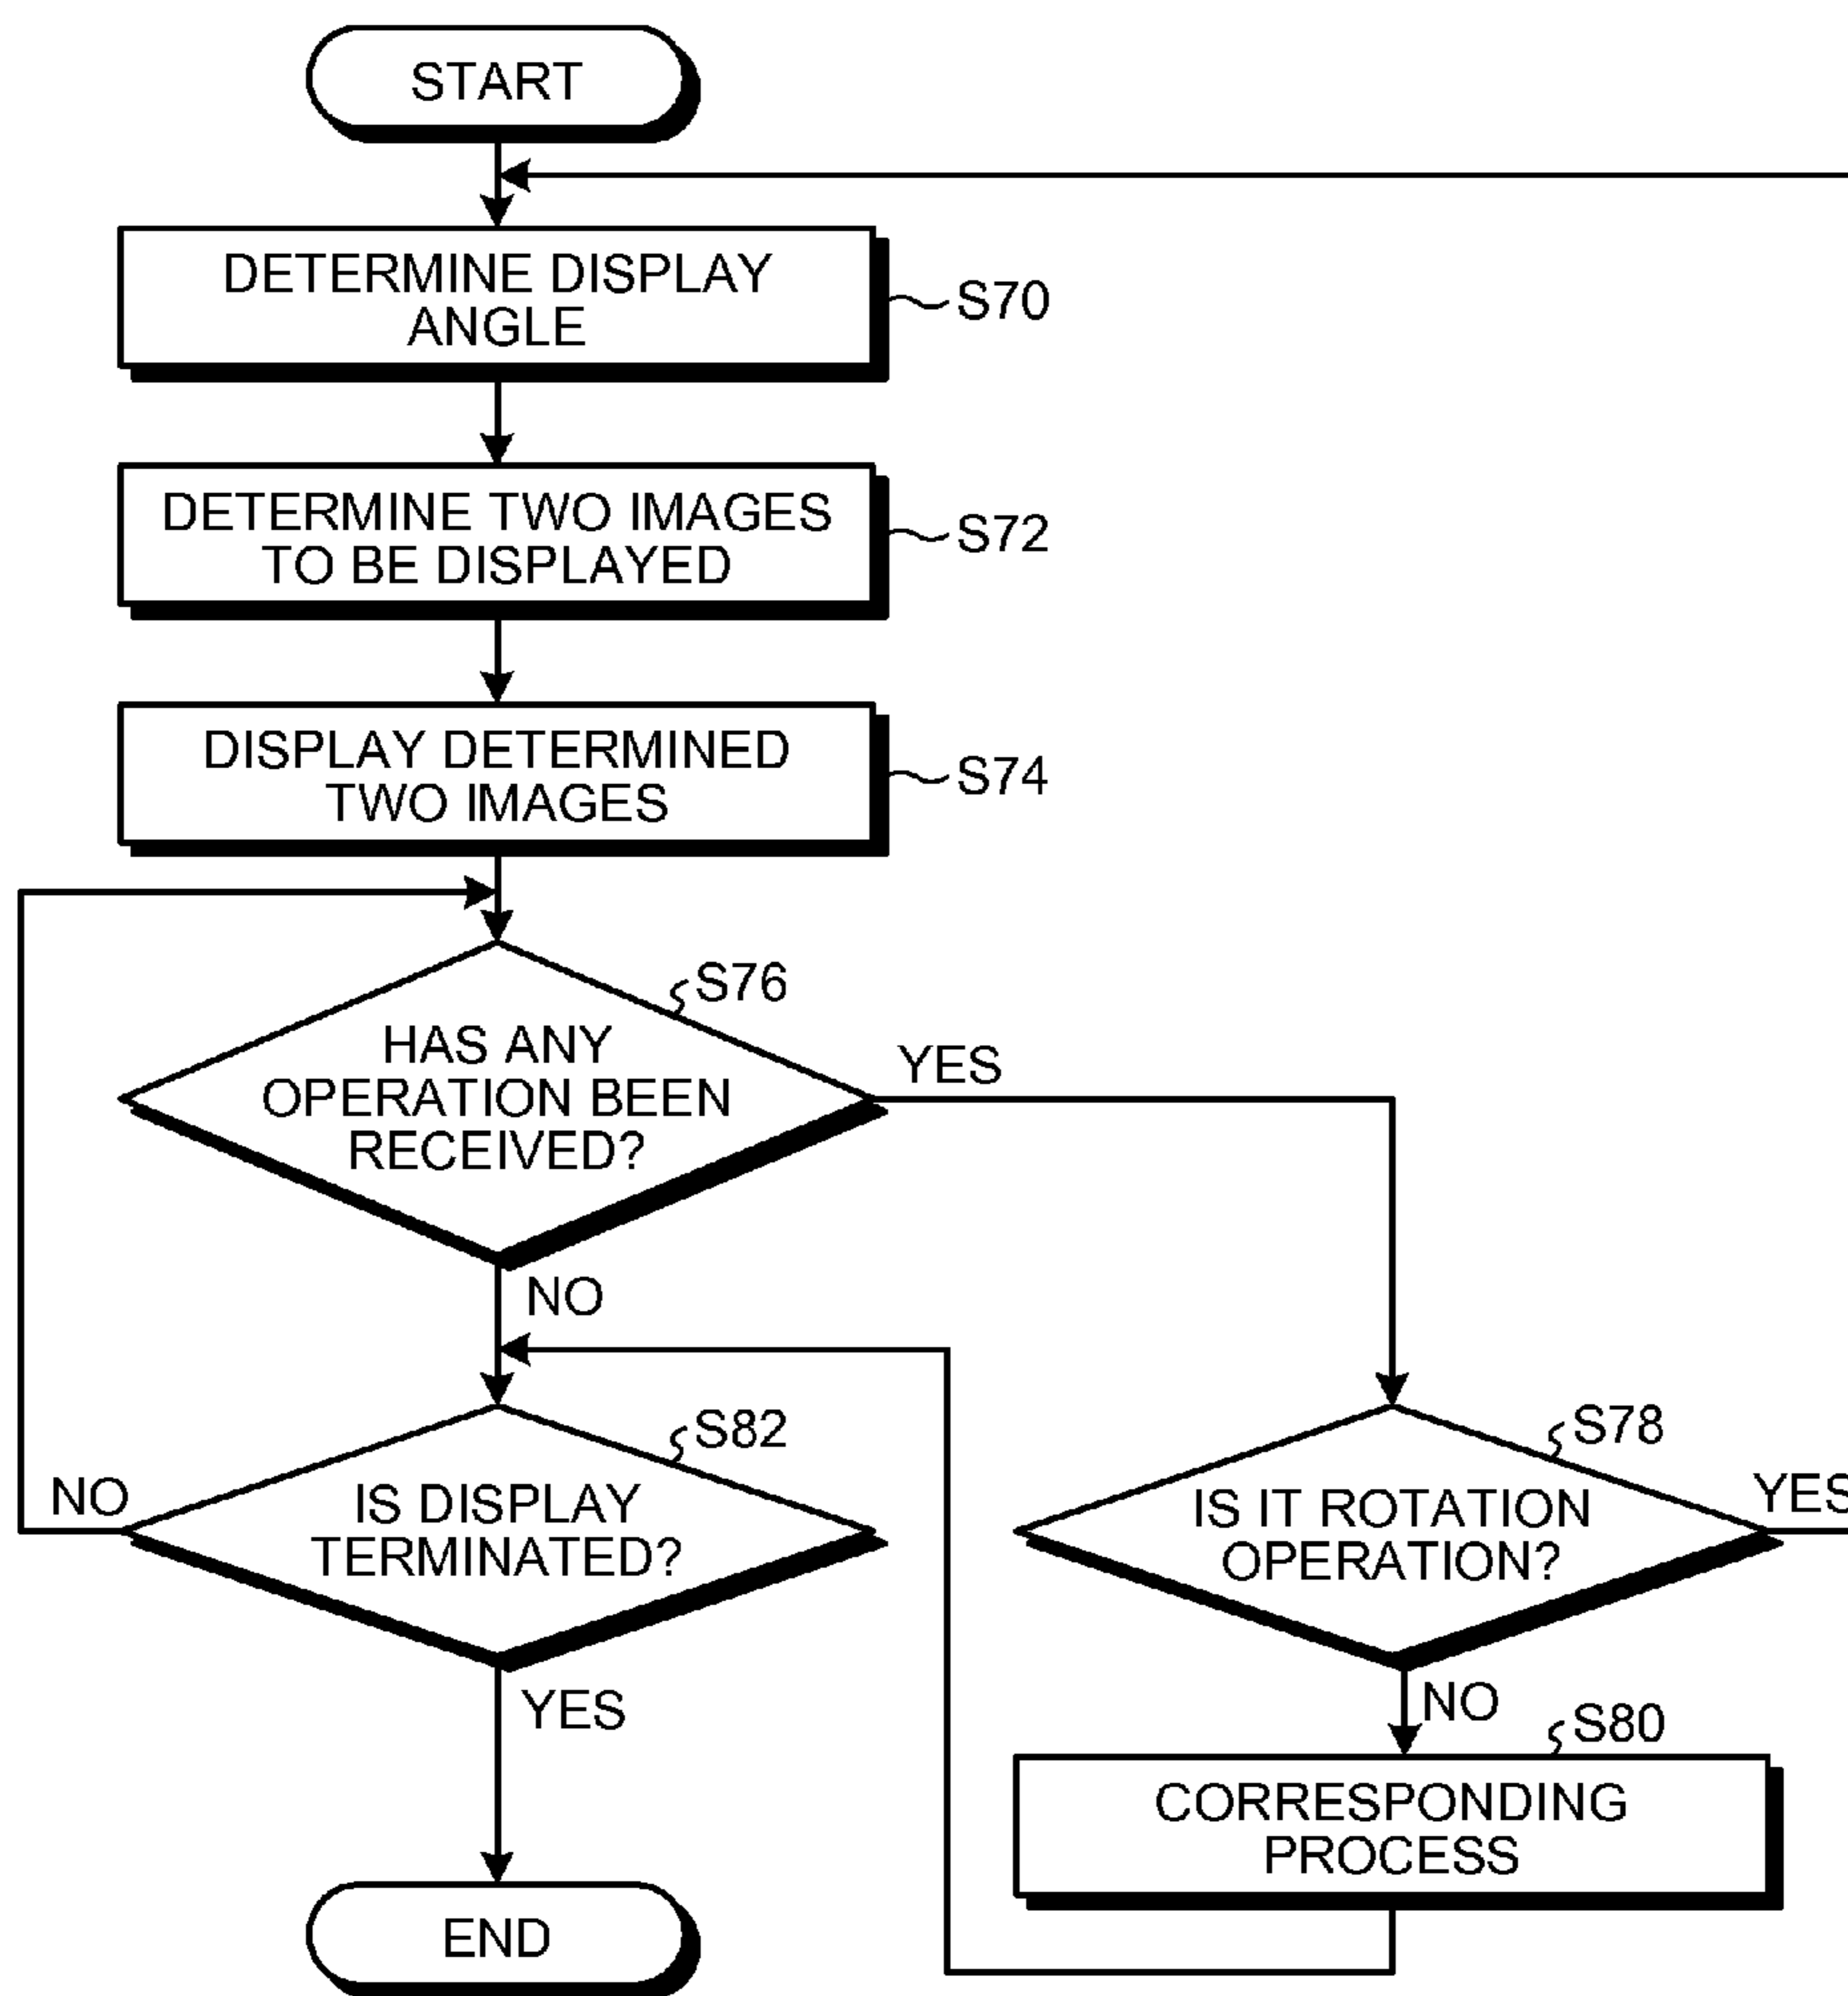 START
DETERMINE DISPLAY
ANGLE
S70
DETERMINE TWO IMAGES
TO BE DISPLAYED
S72
DISPLAY DETERMINED
TWO IMAGES
S74
S76
HAS ANY
OPERATION BEEN
RECEIVED?
YES
NO
S82
IS DISPLAY
TERMINATED?
NO
YES
S78
IS IT ROTATION
OPERATION?
YES
NO
S80
CORRESPONDING
PROCESS
END